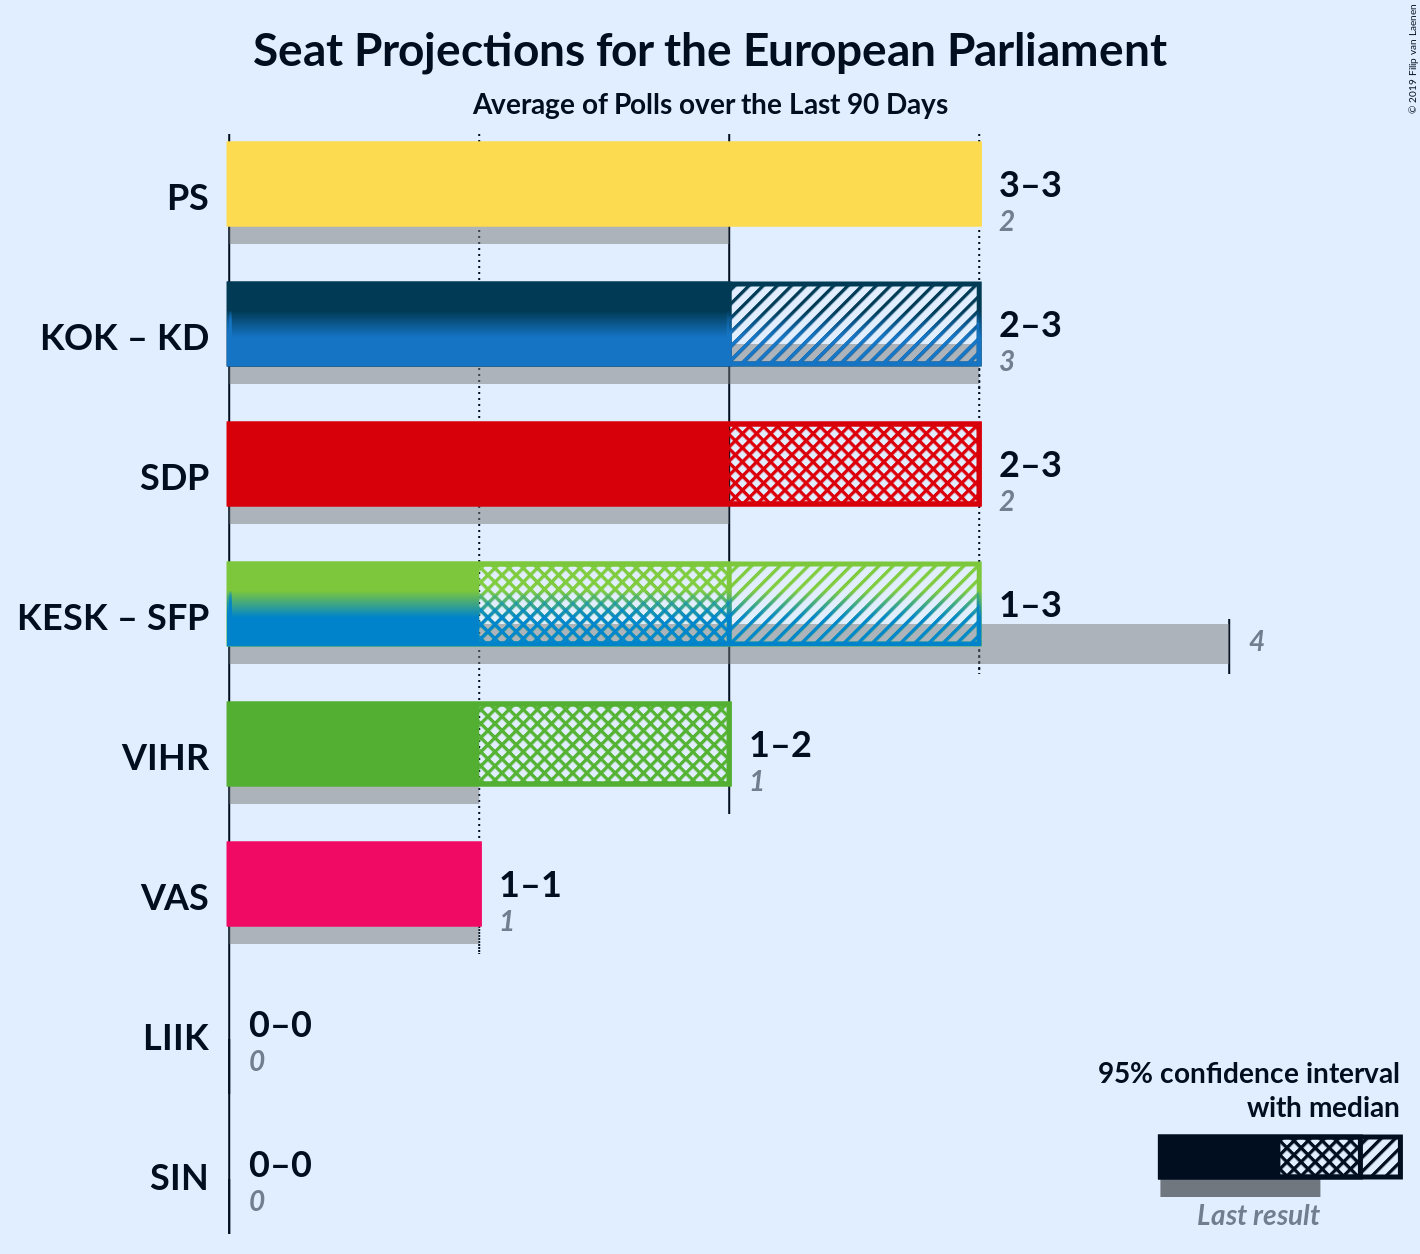 Seat Projections for the European Parliament
Average of Polls over the Last 90 Days
© 2019 Filip van Laenen
PS
3–3
2
KOK – KD
2–3
3
SDP
2–3
2
KESK – SFP
1–3
4
VIHR
1–2
1
VAS
1–1
1
LIIK
0–0
0
SIN
0–0
0
95% confidence interval
with median
Last result